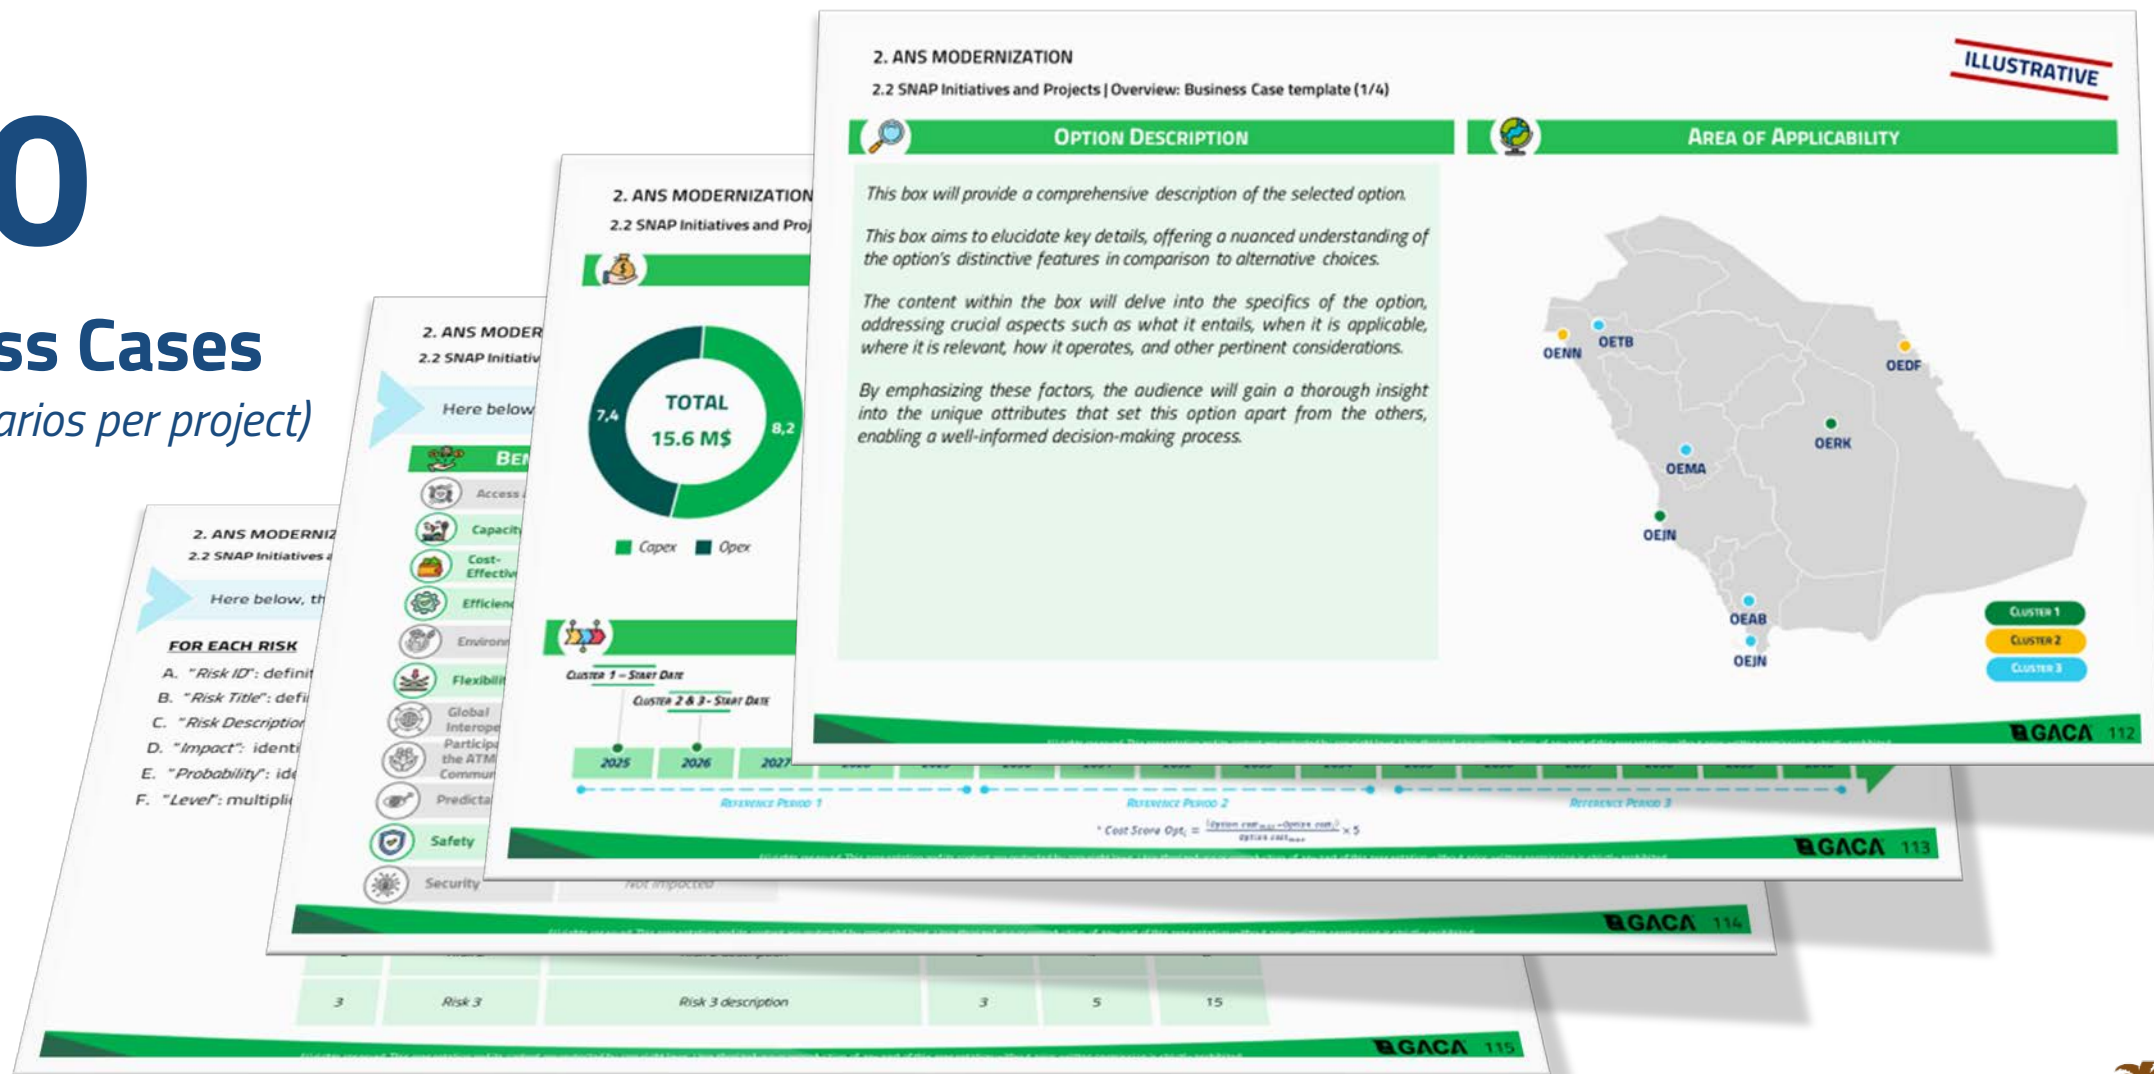 0
ss Cases
arios per project)
2. ANS MODERNIZATION
2.2 SNAP Initiatives and Projects | Overview: Business Case template (1/4)
ILLUSTRATIVE
OPTION DESCRIPTION
AREA OF APPLICABILITY
This box will provide a comprehensive description of the selected option.
This box aims to elucidate key details, offering a nuanced understanding of
the option's distinctive features in comparison to alternative choices.
The content within the box will delve into the specifics of the option,
addressing crucial aspects such as what it entails, when it is applicable,
where it is relevant, how it operates, and other pertinent considerations.
By emphasizing these factors, the audience will gain a thorough insight
into the unique attributes that set this option apart from the others,
enabling a well-informed decision-making process.
OENN
OETB
OEDF
OERK
OEMA
OEJN
OEAB
OEJN
CLUSTER 1
CLUSTER 2
CLUSTER 3
GACA 112
2. ANS MODERNIZATION
2.2 SNAP Initiatives and Proj
7,4
TOTAL
15.6 M$
8,2
Capex
Opex
CLUSTER 1 – START DATE
CLUSTER 2 & 3 - START DATE
2025
2026
2027
REFERENCE PERIOD 1
REFERENCE PERIOD 2
REFERENCE PERIOD 3
* Cost Score Opt
× 5
GACA 113
2. ANS MODER
2.2 SNAP Initiativ
Here below
BEN
Access
Capacity
Cost-
Effectiv
Efficienc
Environ
Flexibilit
Global
Interope
Participa
the ATM
Commun
Predicta
Safety
Security
Not impacted
GACA 114
2. ANS MODERNIZ
2.2 SNAP Initiatives a
Here below, th
FOR EACH RISK
A. "Risk ID": definit
B. "Risk Title": defi
C. "Risk Description
D. "Impact": identi
E. "Probability": ide
F. "Level": multiplic
3
Risk 3
Risk 3 description
3
5
15
GACA 115